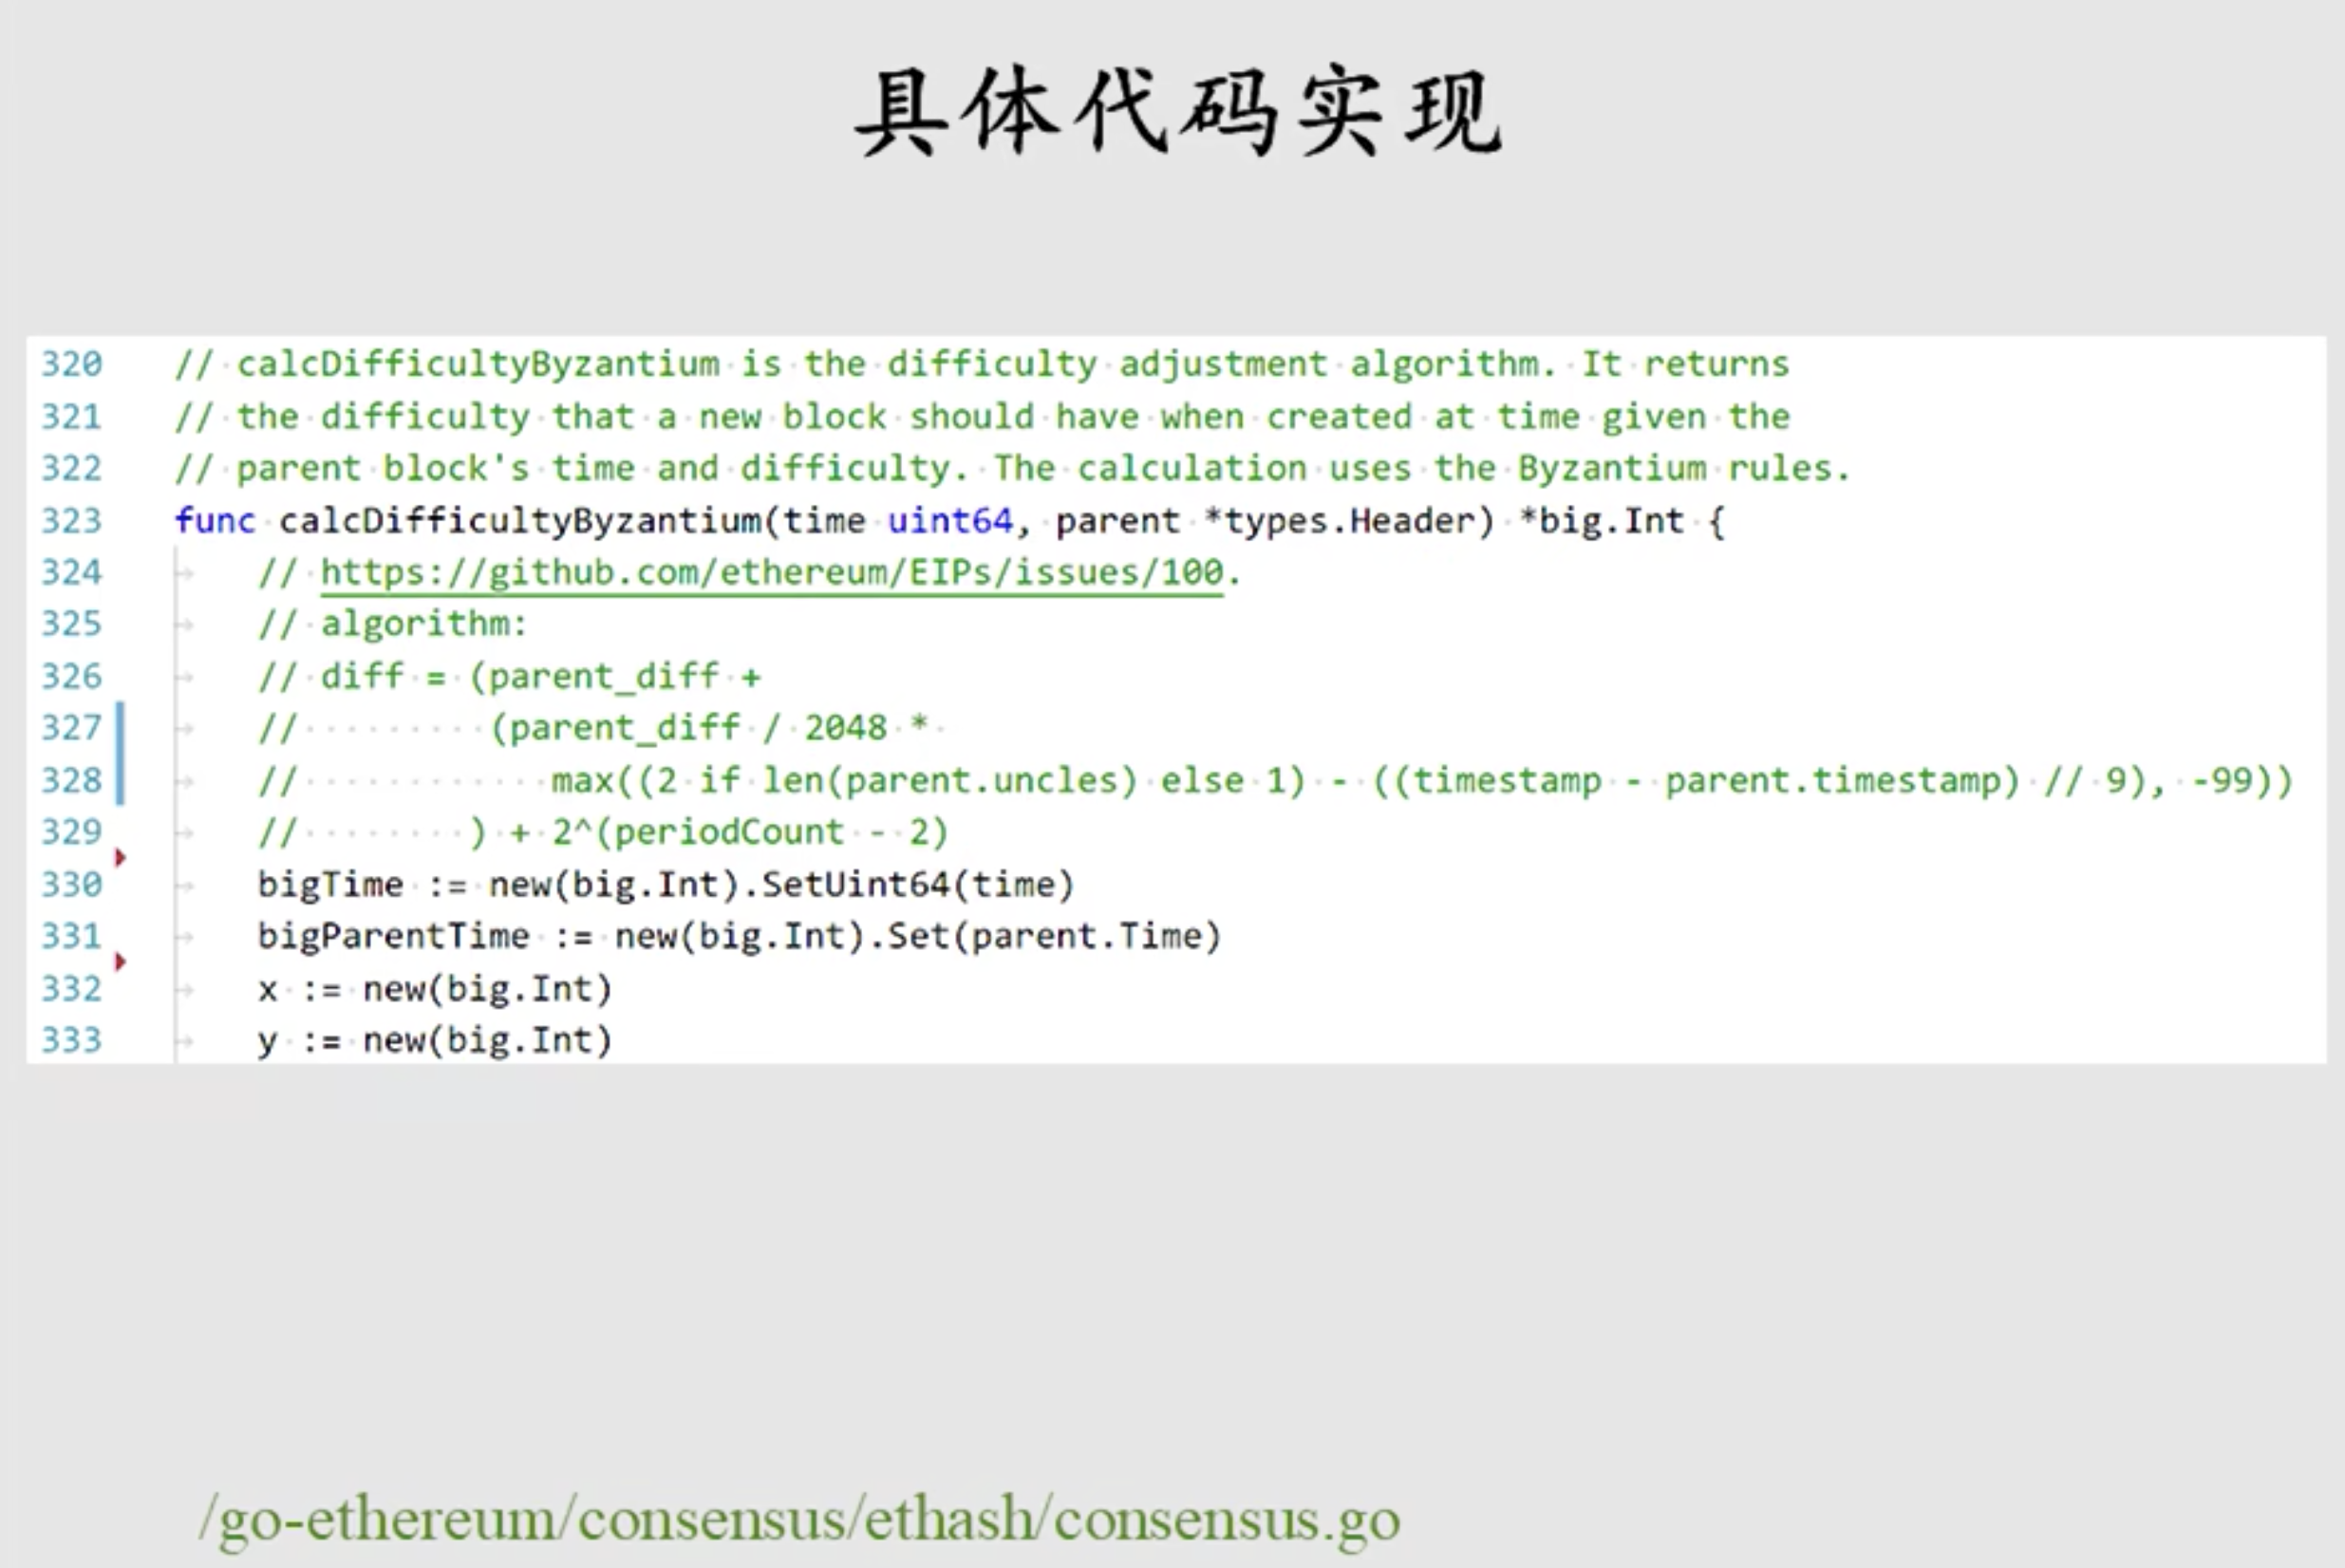 具体代码实现
320 // calcDifficultyByzantium is the difficulty adjustment algorithm. It returns
321 // the difficulty that a new block should have when created at time given the
322 // parent block's time and difficulty. The calculation uses the Byzantium rules.
323 func calcDifficultyByzantium(time uint64, parent *types.Header) *big.Int {
324 // https://github.com/ethereum/EIPs/issues/100.
325 // algorithm:
326 // diff = (parent_diff +
327 // (parent_diff / 2048 *
328 // max((2 if len(parent.uncles) else 1) - ((timestamp - parent.timestamp) // 9), -99))
329 // ) + 2^(periodCount - 2)
330 bigTime := new(big.Int).SetUint64(time)
331 bigParentTime := new(big.Int).Set(parent.Time)
332 x := new(big.Int)
333 y := new(big.Int)
/go-ethereum/consensus/ethash/consensus.go